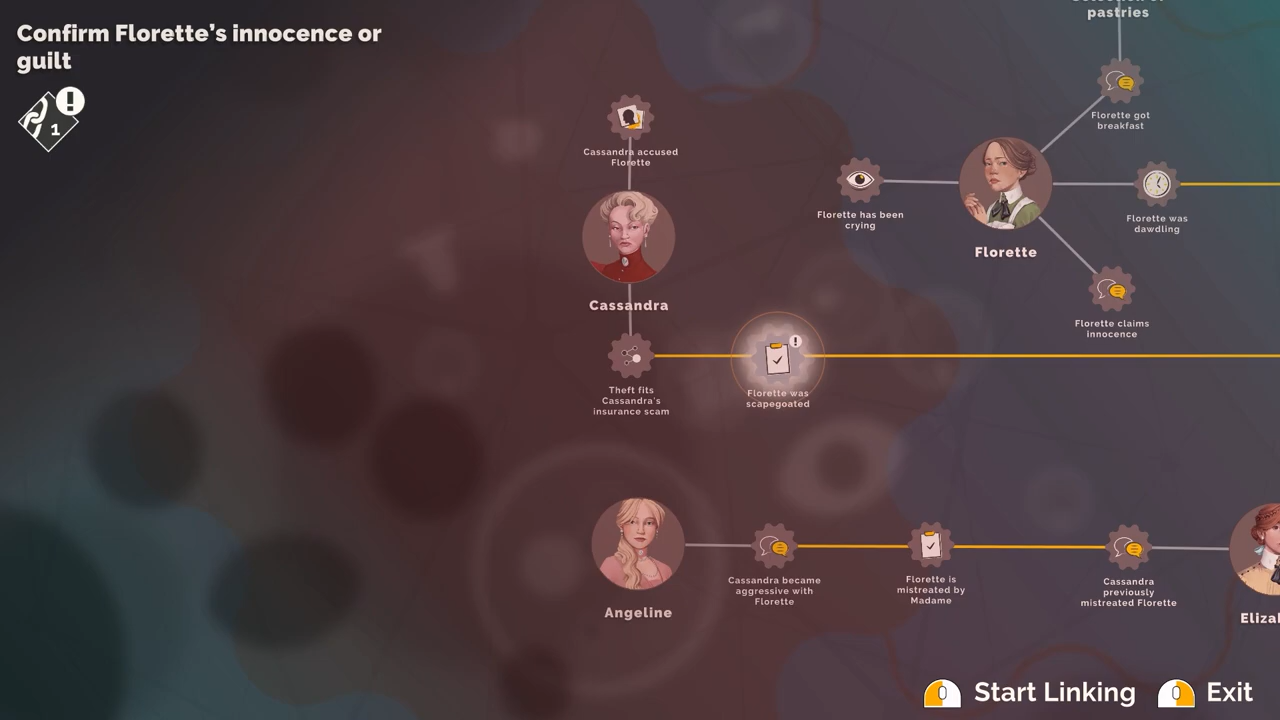 Confirm Florette's innocence or
guilt
1
pastries
Florette got
breakfast
Cassandra accused
Florette
Florette has been
crying
Florette was
dawdling
Florette
Cassandra
Florette claims
innocence
Theft fits
Cassandra's
insurance scam
Florette was
scapegoated
Angeline
Cassandra became
aggressive with
Florette
Florette is
mistreated by
Madame
Cassandra
previously
mistreated Florette
Start Linking
Exit